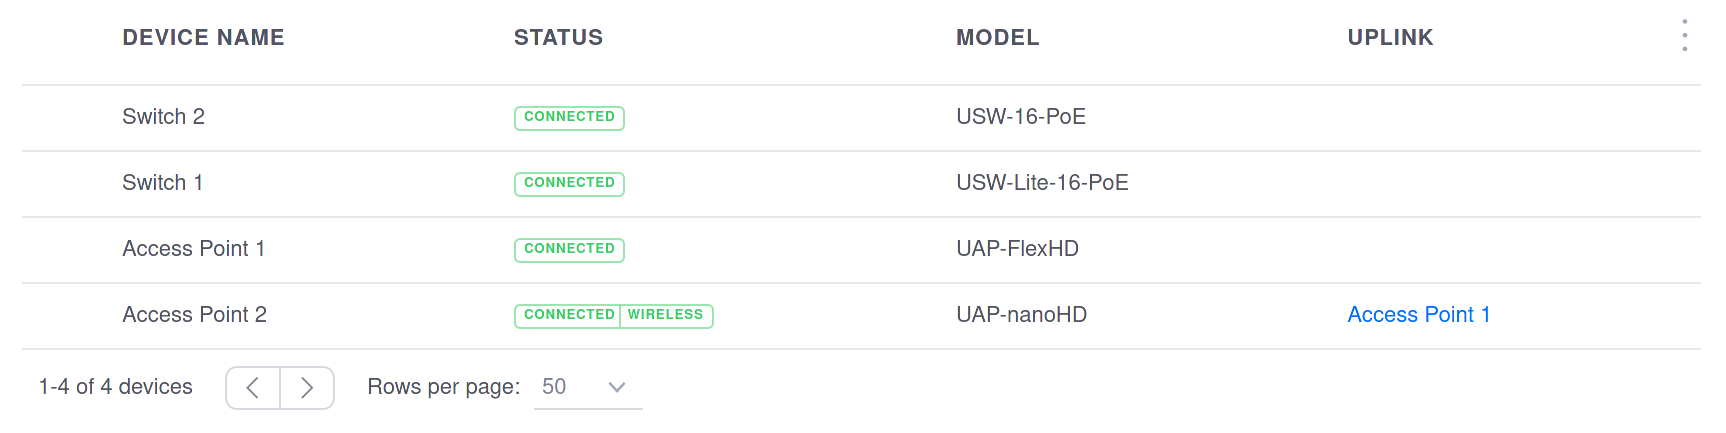 DEVICE NAME STATUS MODEL UPLINK
Switch 2 CONNECTED USW-16-PoE
Switch 1 CONNECTED USW-Lite-16-PoE
Access Point 1 CONNECTED UAP-FlexHD
Access Point 2 CONNECTED WIRELESS UAP-nanoHD Access Point 1
1-4 of 4 devices Rows per page: 50